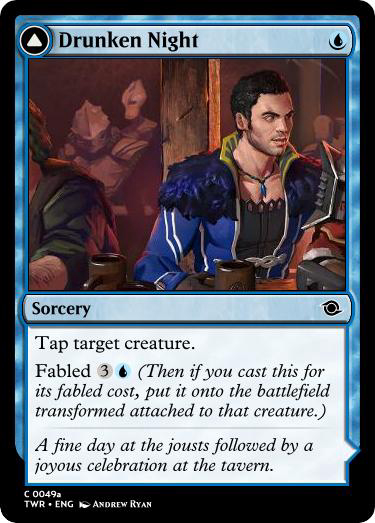 Drunken Night
Sorcery
Tap target creature.
Fabled 3 (Then if you cast this for
its fabled cost, put it onto the battlefield
transformed attached to that creature.)
A fine day at the jousts followed by a
joyous celebration at the tavern.
C 0049a
TWR • ENG Andrew Ryan